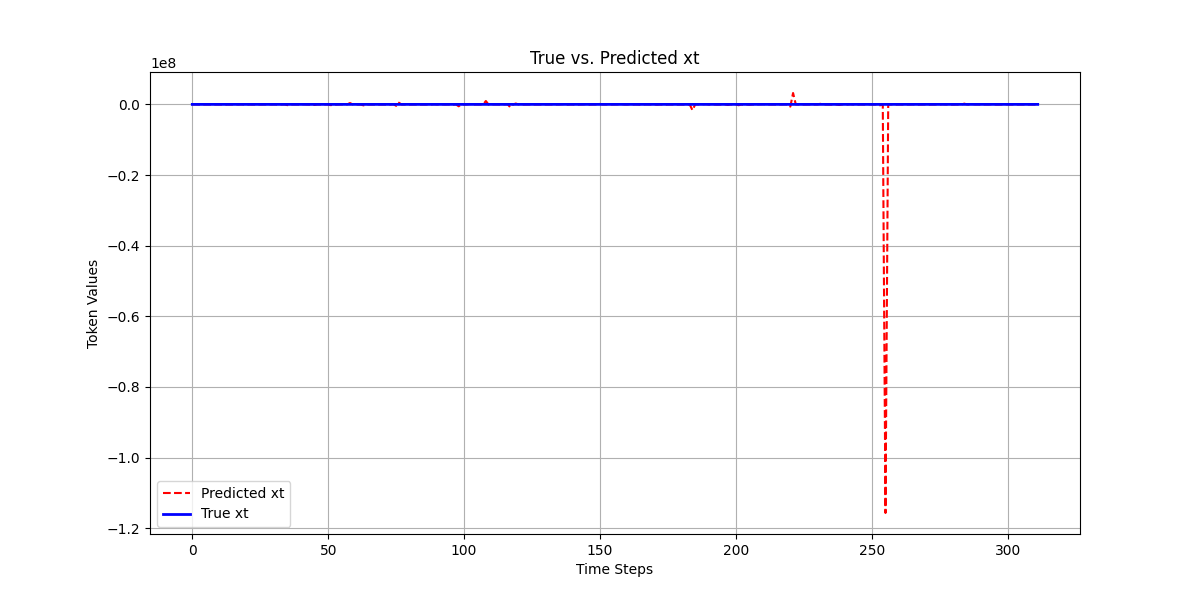 True vs. Predicted xt
1e8
0.0
−0.2
−0.4
−0.6
−0.8
−1.0
−1.2
Token Values
Predicted xt
True xt
0 50 100 150 200 250 300
Time Steps